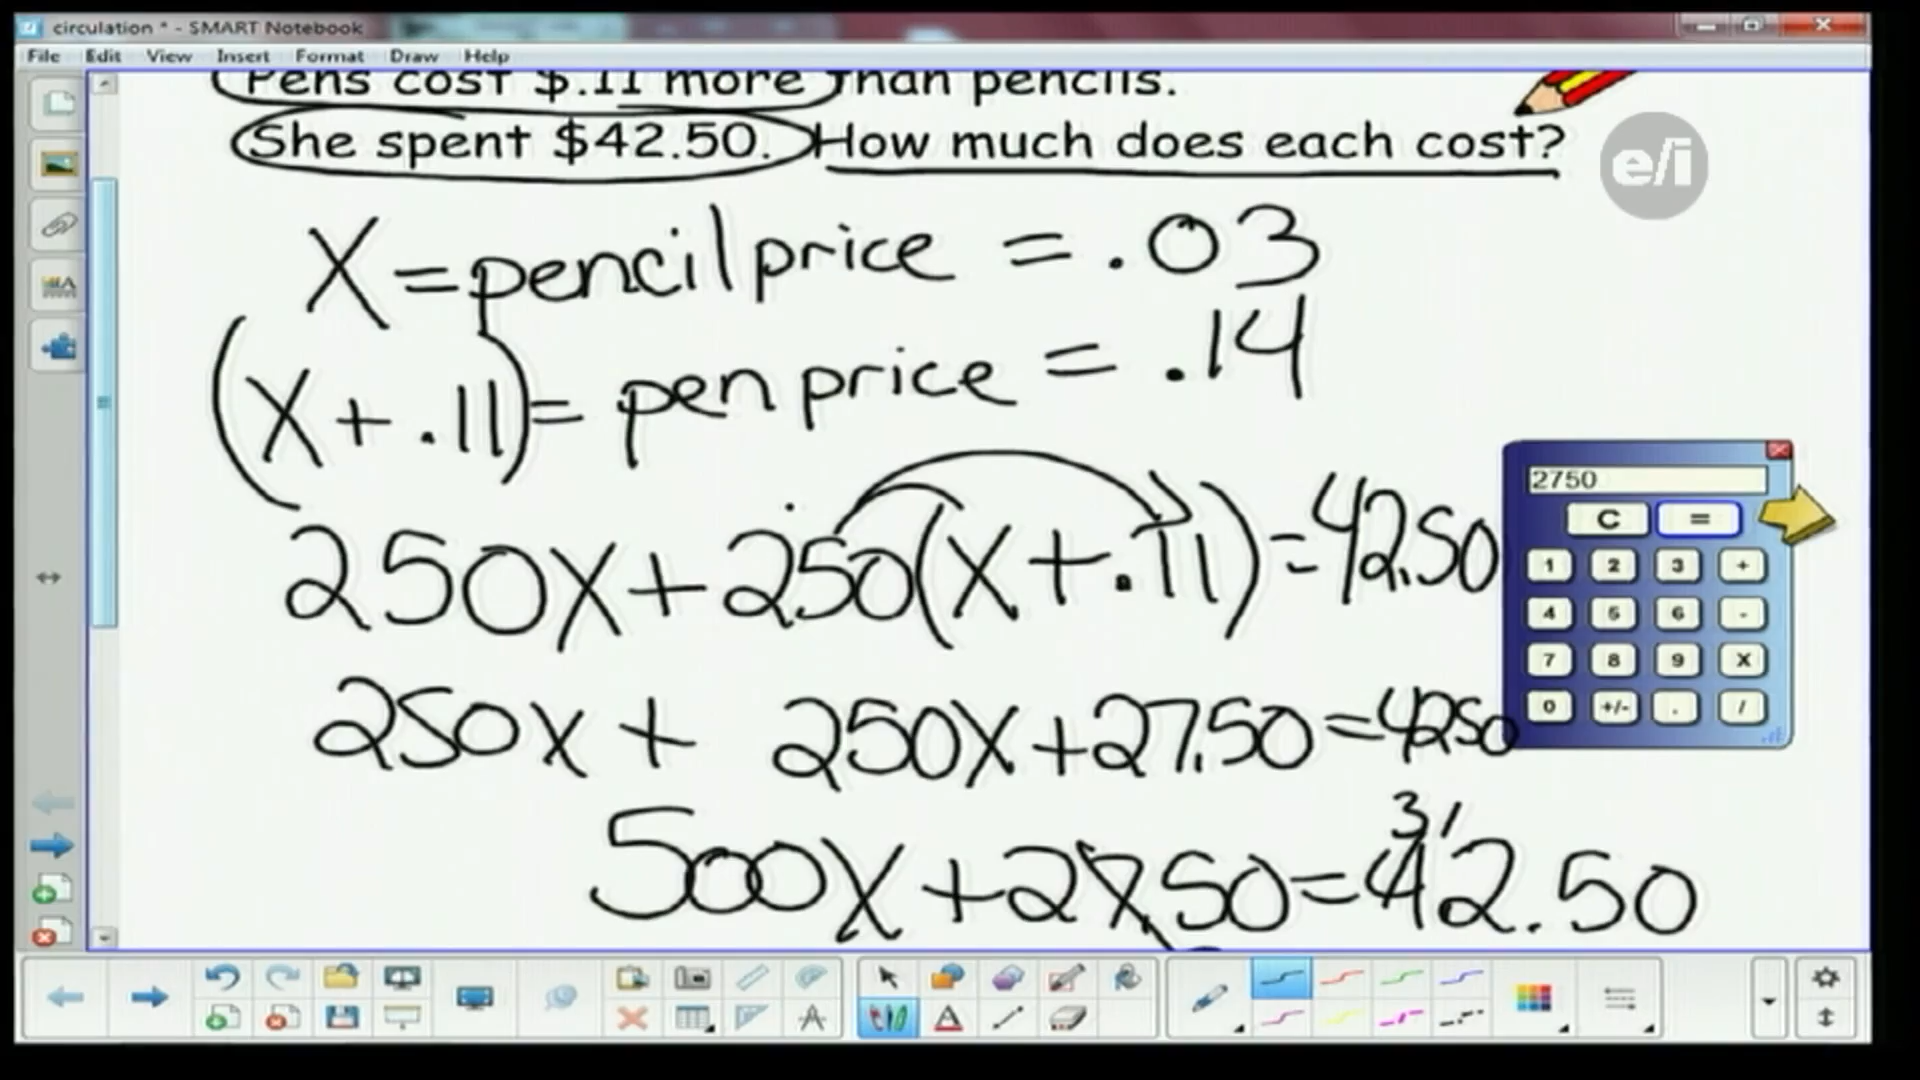 circulation * - SMART Notebook
File Edit View Insert Format Draw Help
Pens cost $.11 more than pencils.
She spent $42.50. How much does each cost?
e/i
X = pencil price = .03
(X + .11) = pen price = .14
250X + 250(X + .11) = 42.50
250X + 250X + 27.50 = 42.50
500X + 27.50 = 42.50
31
2750
C =
1 2 3 +
4 5 6 -
7 8 9 X
0 +/- . /